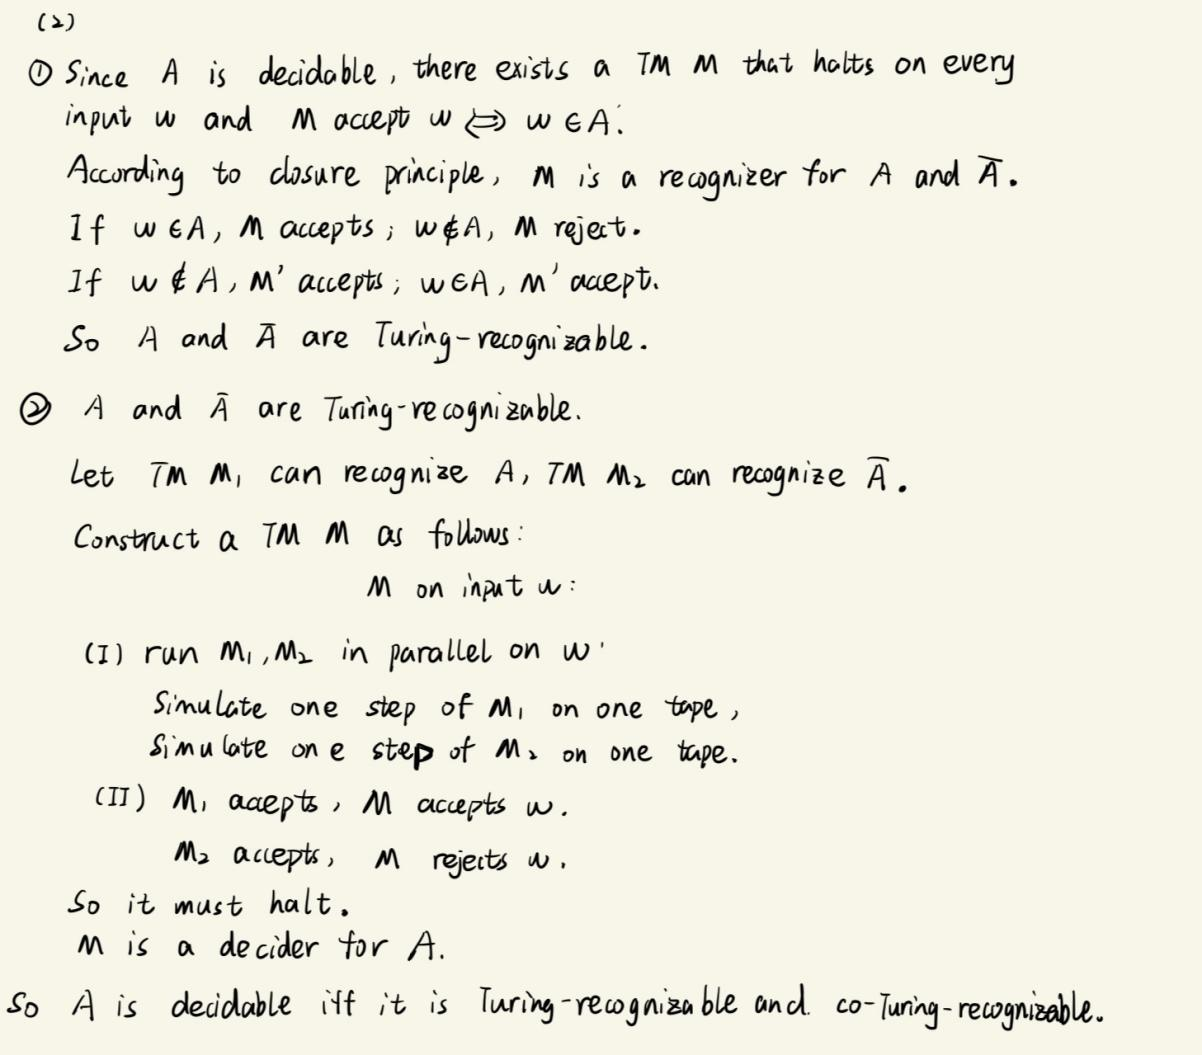 (2)
① Since A is decidable, there exists a TM M that halts on every
input w and M accept w ⟺ w ∈ A.
According to closure principle, M is a recognizer for A and Ā.
If w ∈ A, M accepts; w ∉ A, M reject.
If w ∉ A, M' accepts; w ∈ A, M' accept.
So A and Ā are Turing-recognizable.
② A and Ā are Turing-recognizable.
Let TM M₁ can recognize A, TM M₂ can recognize Ā.
Construct a TM M as follows:
M on input w:
(I) run M₁, M₂ in parallel on w.
Simulate one step of M₁ on one tape,
Simulate one step of M₂ on one tape.
(II) M₁ accepts, M accepts w.
M₂ accepts, M rejects w.
So it must halt.
M is a decider for A.
So A is decidable iff it is Turing-recognizable and co-Turing-recognizable.